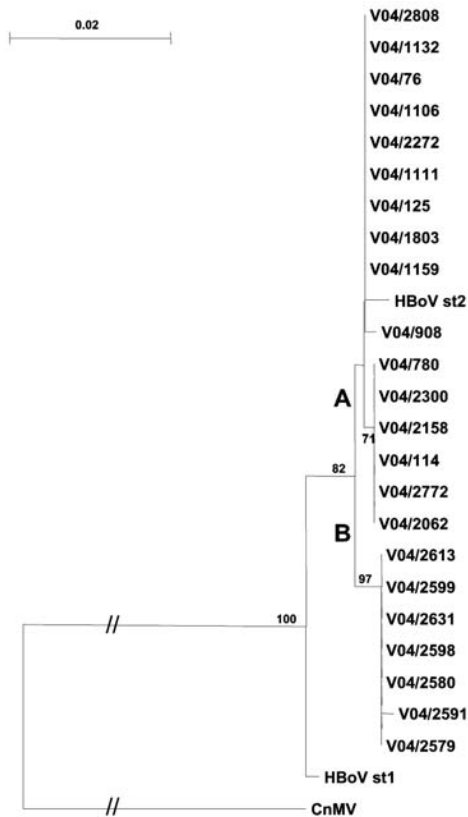 0.02
V04/2808
V04/1132
V04/76
V04/1106
V04/2272
V04/1111
V04/125
V04/1803
V04/1159
HBoV st2
V04/908
V04/780
A
V04/2300
V04/2158
71
V04/114
82
V04/2772
V04/2062
B
V04/2613
97
V04/2599
V04/2631
100
V04/2598
V04/2580
V04/2591
V04/2579
HBoV st1
CnMV